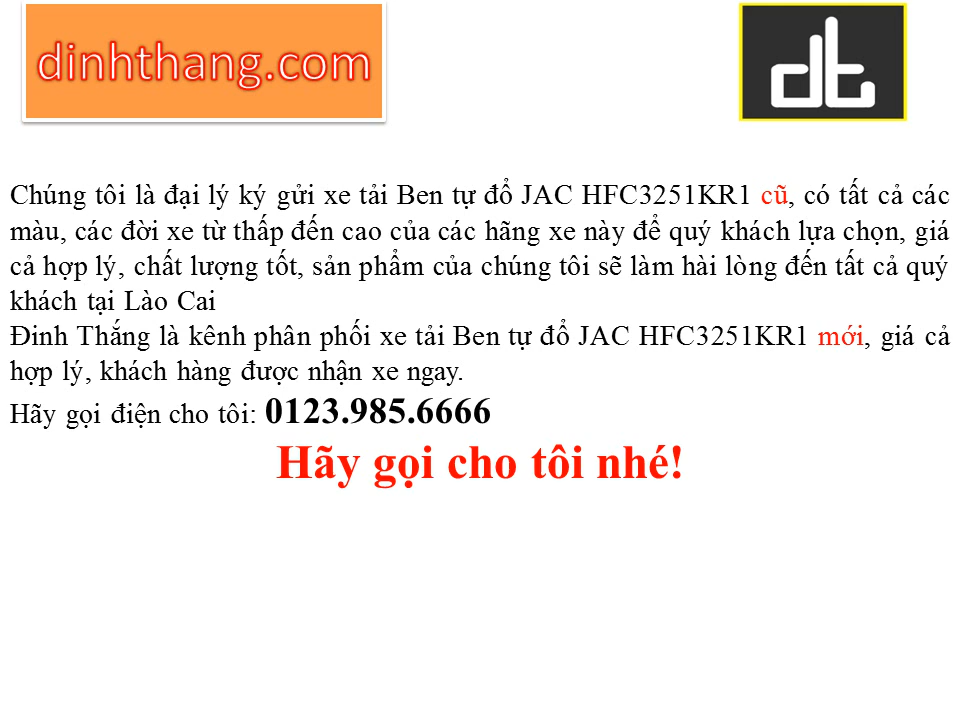 dinhthang.com
dt
Chúng tôi là đại lý ký gửi xe tải Ben tự đổ JAC HFC3251KR1 cũ, có tất cả các
màu, các đời xe từ thấp đến cao của các hãng xe này để quý khách lựa chọn, giá
cả hợp lý, chất lượng tốt, sản phẩm của chúng tôi sẽ làm hài lòng đến tất cả quý
khách tại Lào Cai
Đinh Thắng là kênh phân phối xe tải Ben tự đổ JAC HFC3251KR1 mới, giá cả
hợp lý, khách hàng được nhận xe ngay.
Hãy gọi điện cho tôi: 0123.985.6666
Hãy gọi cho tôi nhé!